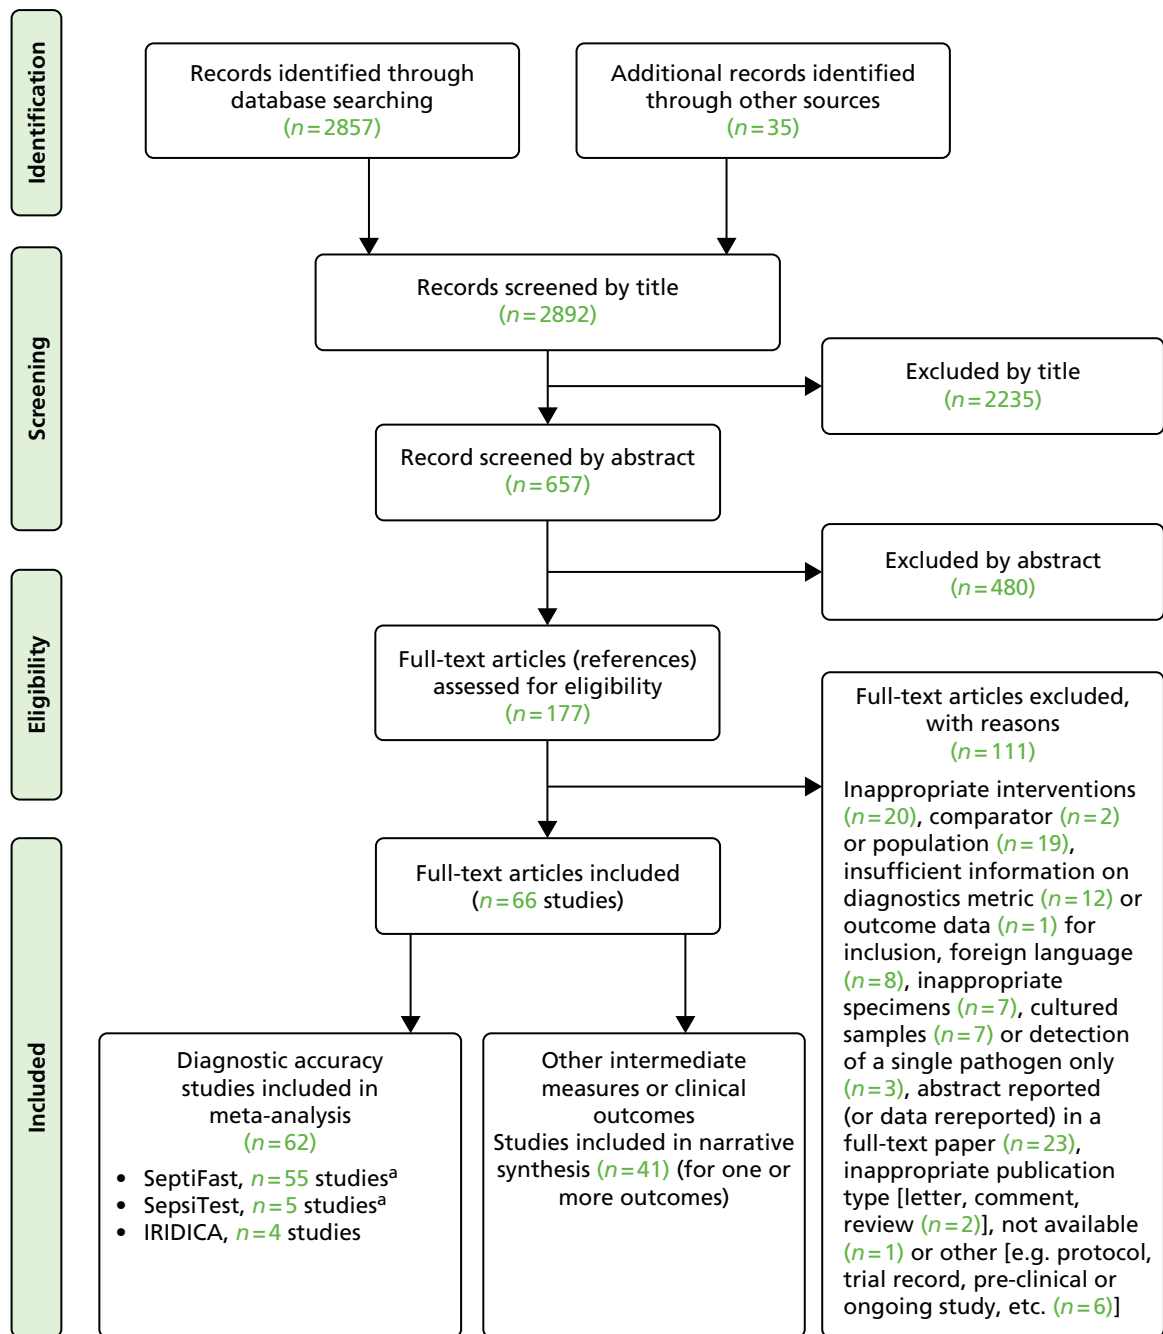 Identification
Records identified through
database searching
(n=2857)
Additional records identified
through other sources
(n=35)
Screening
Records screened by title
(n=2892)
Excluded by title
(n=2235)
Record screened by abstract
(n=657)
Excluded by abstract
(n=480)
Eligibility
Full-text articles (references)
assessed for eligibility
(n=177)
Full-text articles excluded,
with reasons
(n=111)
Inappropriate interventions
(n=20), comparator (n=2)
or population (n=19),
insufficient information on
diagnostics metric (n=12) or
outcome data (n=1) for
inclusion, foreign language
(n=8), inappropriate
specimens (n=7), cultured
samples (n=7) or detection
of a single pathogen only
(n=3), abstract reported
(or data rereported) in a
full-text paper (n=23),
inappropriate publication
type [letter, comment,
review (n=2)], not available
(n=1) or other [e.g. protocol,
trial record, pre-clinical or
ongoing study, etc. (n=6)]
Included
Full-text articles included
(n=66 studies)
Diagnostic accuracy
studies included in
meta-analysis
(n=62)
• SeptiFast, n=55 studiesᵃ
• SepsiTest, n=5 studiesᵃ
• IRIDICA, n=4 studies
Other intermediate
measures or clinical
outcomes
Studies included in narrative
synthesis (n=41) (for one or
more outcomes)